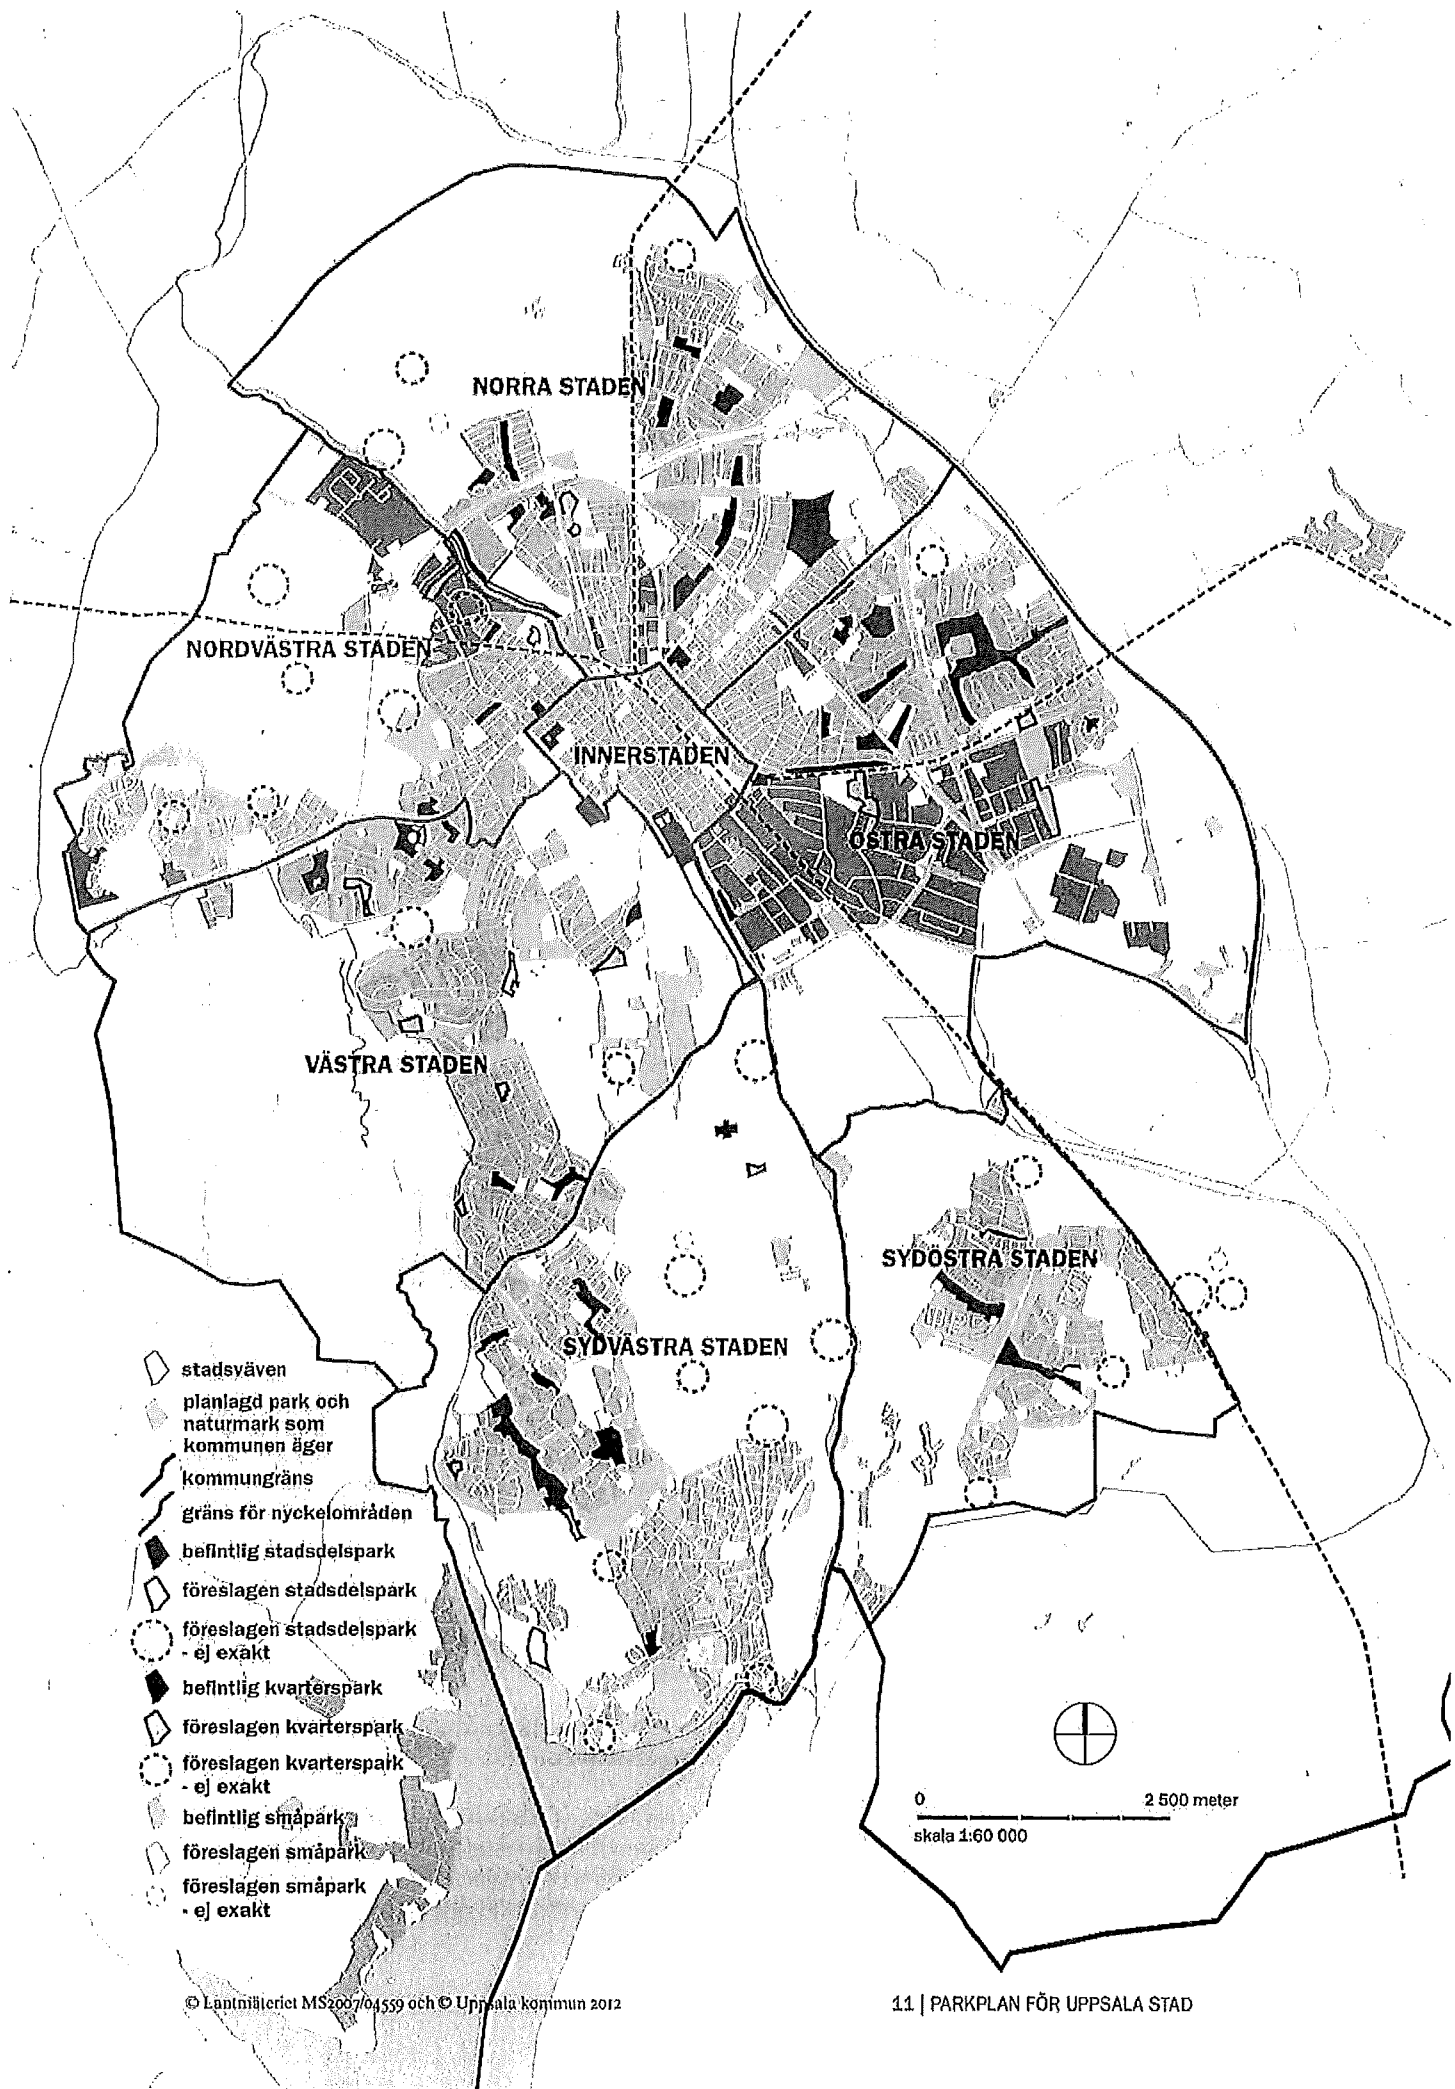 NORRA STADEN
NORDVÄSTRA STADEN
INNERSTADEN
ÖSTRA STADEN
VÄSTRA STADEN
SYDÖSTRA STADEN
SYDVÄSTRA STADEN
stadsväven
planlagd park och
naturmark som
kommunen äger
kommungräns
gräns för nyckelområden
befintlig stadsdelspark
föreslagen stadsdelspark
föreslagen stadsdelspark
- ej exakt
befintlig kvarterspark
föreslagen kvarterspark
föreslagen kvarterspark
- ej exakt
befintlig småpark
föreslagen småpark
föreslagen småpark
- ej exakt
0 2 500 meter
skala 1:60 000
© Lantmäteriet MS2007/04559 och © Uppsala kommun 2012
11 | PARKPLAN FÖR UPPSALA STAD